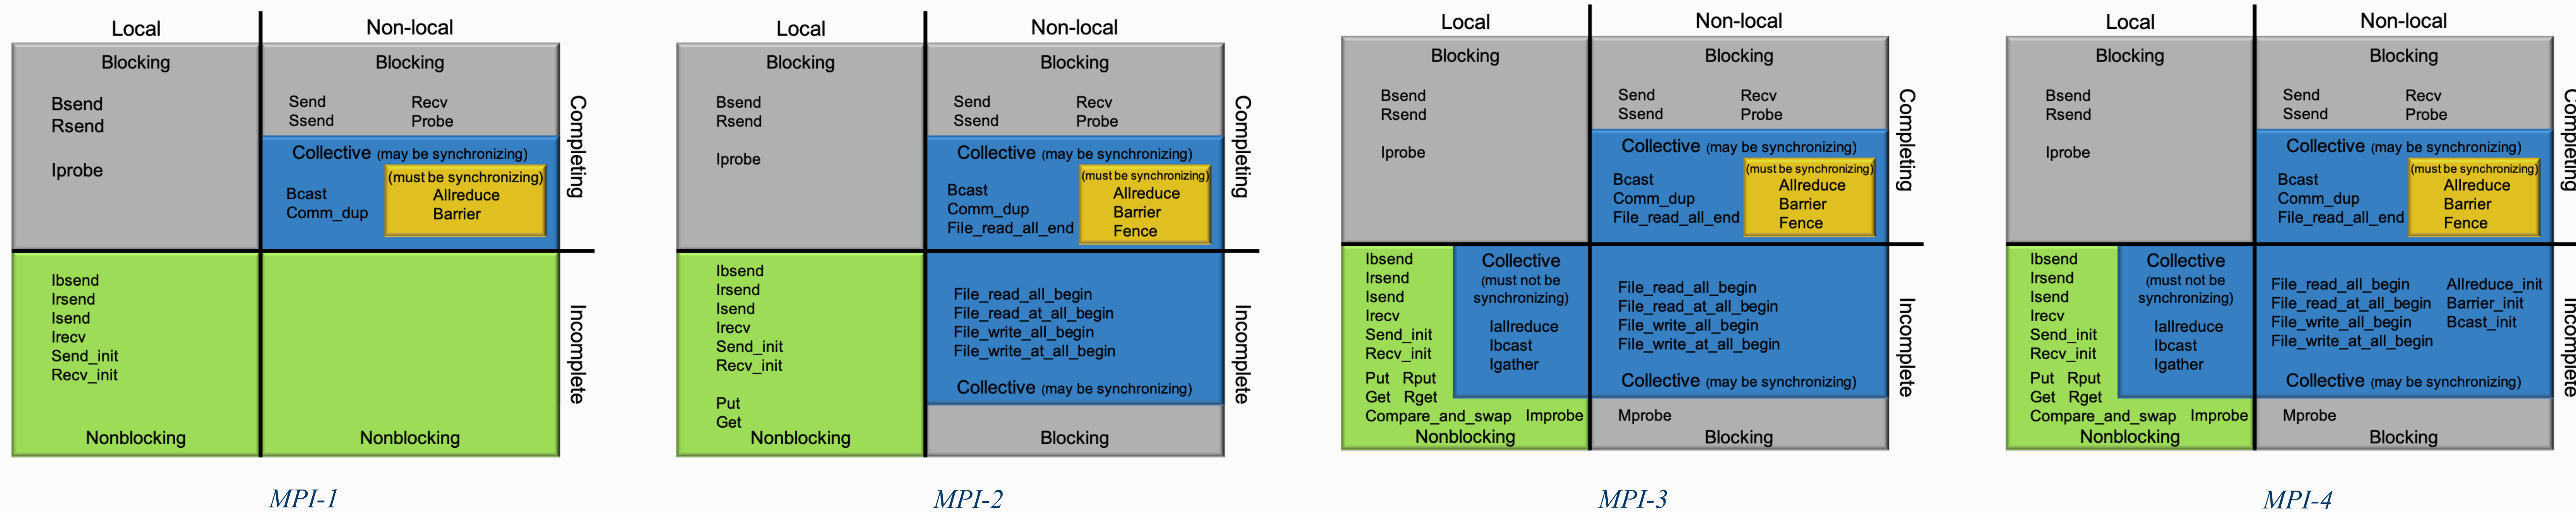 Local
Non-local
Blocking
Blocking
Bsend
Rsend
Iprobe
Send
Recv
Ssend
Probe
Collective (may be synchronizing)
(must be synchronizing)
Bcast
Allreduce
Comm_dup
Barrier
Completing
Ibsend
Irsend
Isend
Irecv
Send_init
Recv_init
Nonblocking
Nonblocking
Incomplete
MPI-1
Local
Non-local
Blocking
Blocking
Bsend
Rsend
Iprobe
Send
Recv
Ssend
Probe
Collective (may be synchronizing)
(must be synchronizing)
Bcast
Allreduce
Comm_dup
Barrier
File_read_all_end
Fence
Completing
Ibsend
Irsend
Isend
Irecv
Send_init
Recv_init
Put
Get
Nonblocking
File_read_all_begin
File_read_at_all_begin
File_write_all_begin
File_write_at_all_begin
Collective (may be synchronizing)
Blocking
Incomplete
MPI-2
Local
Non-local
Blocking
Blocking
Bsend
Rsend
Iprobe
Send
Recv
Ssend
Probe
Collective (may be synchronizing)
(must be synchronizing)
Bcast
Allreduce
Comm_dup
Barrier
File_read_all_end
Fence
Completing
Ibsend
Irsend
Isend
Irecv
Send_init
Recv_init
Put Rput
Get Rget
Compare_and_swap Improbe
Nonblocking
Collective
(must not be
synchronizing)
Iallreduce
Ibcast
Igather
File_read_all_begin
File_read_at_all_begin
File_write_all_begin
File_write_at_all_begin
Collective (may be synchronizing)
Mprobe
Blocking
Incomplete
MPI-3
Local
Non-local
Blocking
Blocking
Bsend
Rsend
Iprobe
Send
Recv
Ssend
Probe
Collective (may be synchronizing)
(must be synchronizing)
Bcast
Allreduce
Comm_dup
Barrier
File_read_all_end
Fence
Completing
Ibsend
Irsend
Isend
Irecv
Send_init
Recv_init
Put Rput
Get Rget
Compare_and_swap Improbe
Nonblocking
Collective
(must not be
synchronizing)
Iallreduce
Ibcast
Igather
File_read_all_begin Allreduce_init
File_read_at_all_begin Barrier_init
File_write_all_begin Bcast_init
File_write_at_all_begin
Collective (may be synchronizing)
Mprobe
Blocking
Incomplete
MPI-4